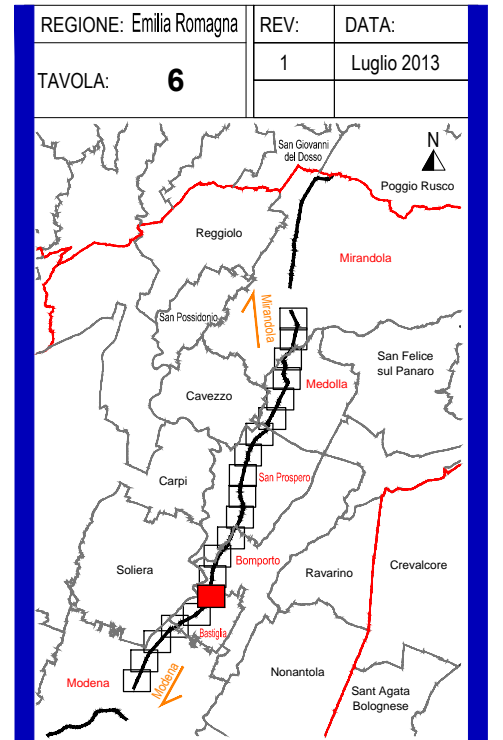 REGIONE: Emilia Romagna
REV:
DATA:
TAVOLA: 6
1
Luglio 2013
San Giovanni
del Dosso
N
Poggio Rusco
Reggiolo
Mirandola
Mirandola
San Possidonio
San Felice
sul Panaro
Medolla
Cavezzo
San Prospero
Carpi
Bomporto
Soliera
Ravarino
Crevalcore
Bastiglia
Modena
Modena
Nonantola
Sant Agata
Bolognese